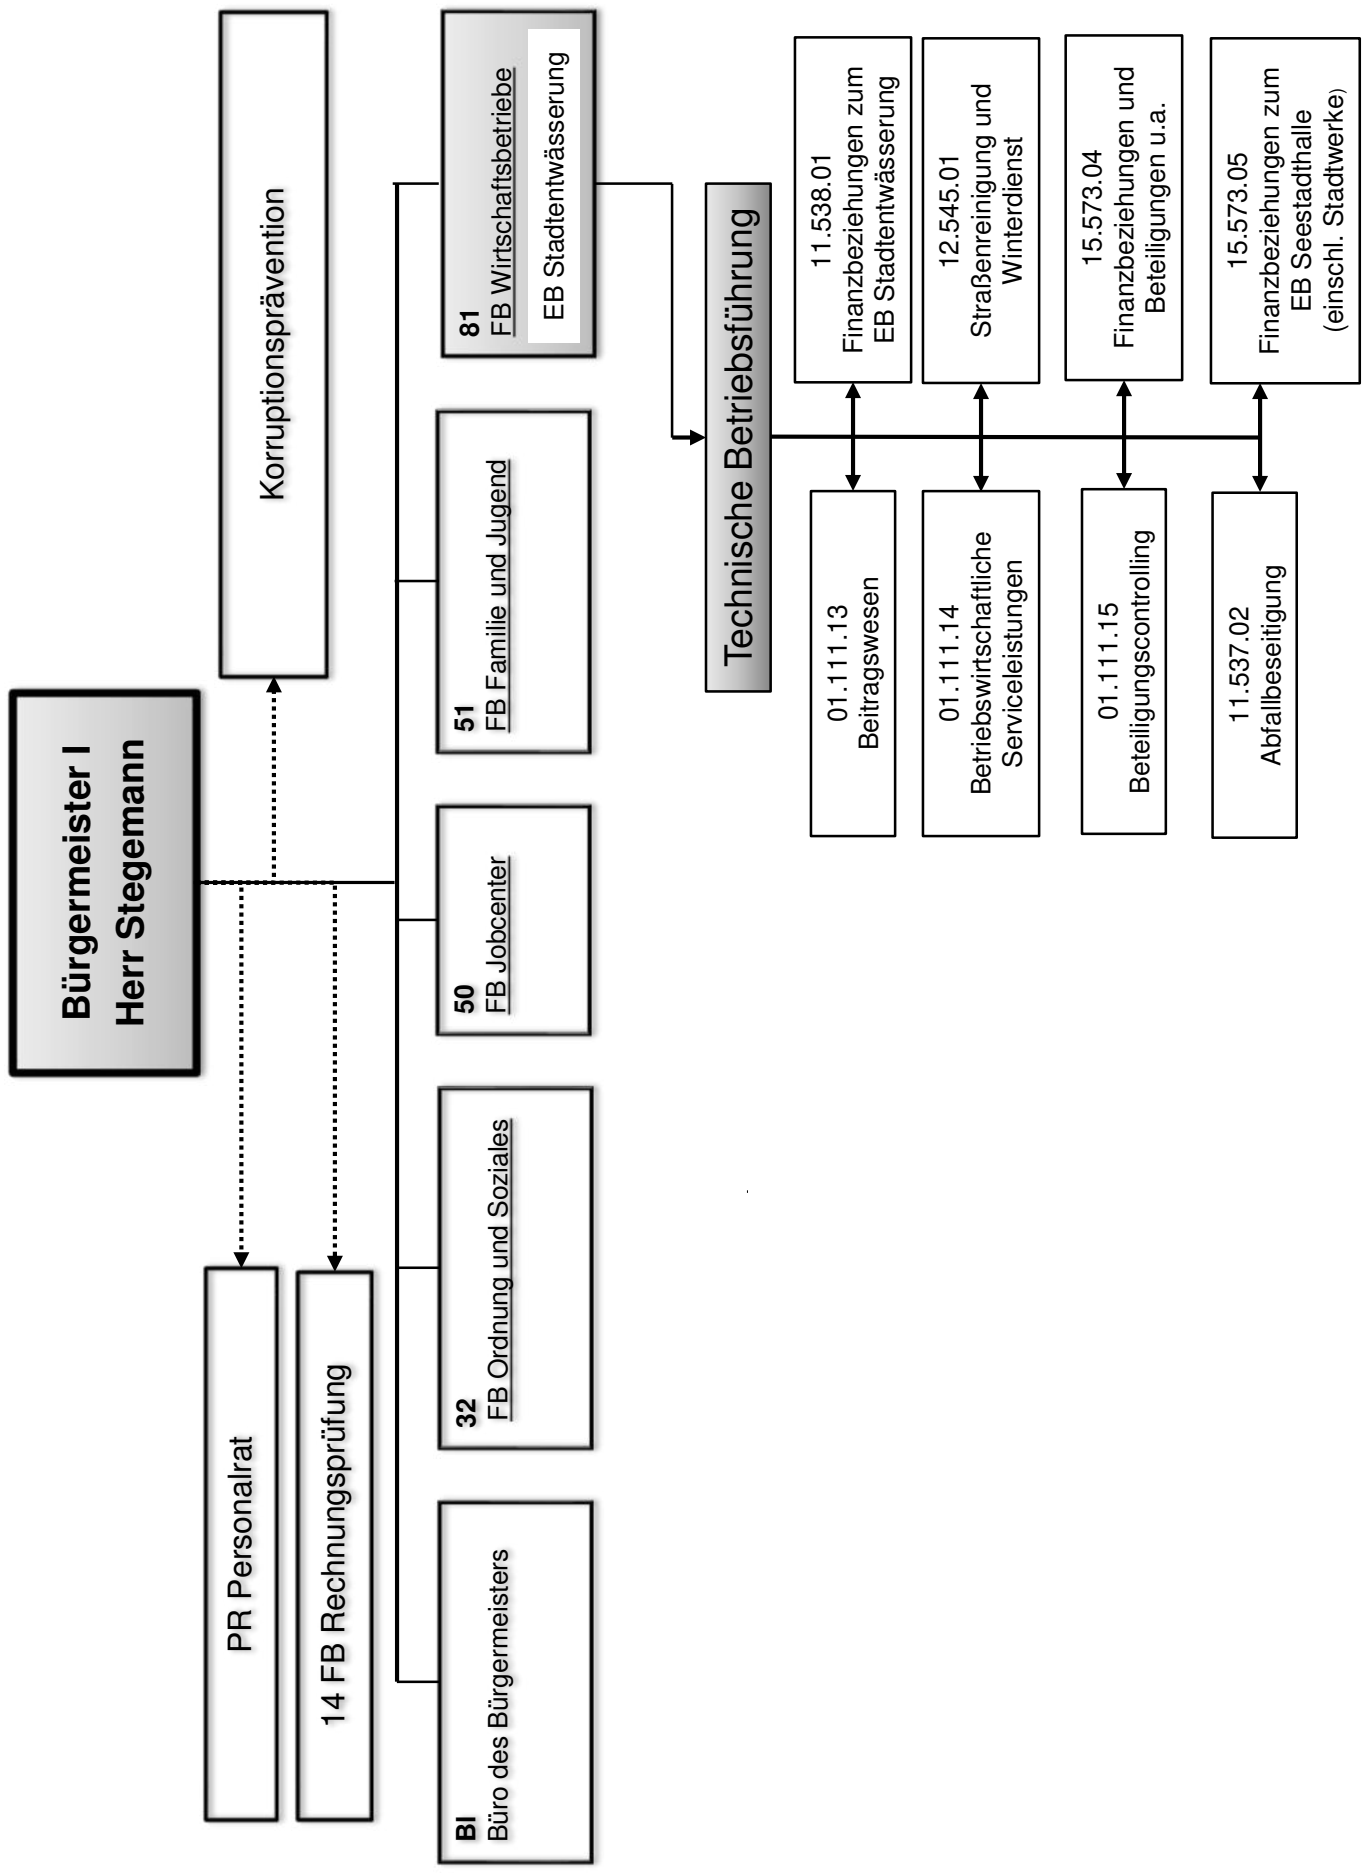 Bürgermeister I
Herr Stegemann
PR Personalrat
Korruptionsprävention
14 FB Rechnungsprüfung
BI
Büro des Bürgermeisters
32
FB Ordnung und Soziales
50
FB Jobcenter
51
FB Familie und Jugend
81
FB Wirtschaftsbetriebe
EB Stadtentwässerung
Technische Betriebsführung
01.111.13
Beitragswesen
11.538.01
Finanzbeziehungen zum
EB Stadtentwässerung
01.111.14
Betriebswirtschaftliche
Serviceleistungen
12.545.01
Straßenreinigung und
Winterdienst
01.111.15
Beteiligungscontrolling
15.573.04
Finanzbeziehungen und
Beteiligungen u.a.
11.537.02
Abfallbeseitigung
15.573.05
Finanzbeziehungen zum
EB Seestadthalle
(einschl. Stadtwerke)